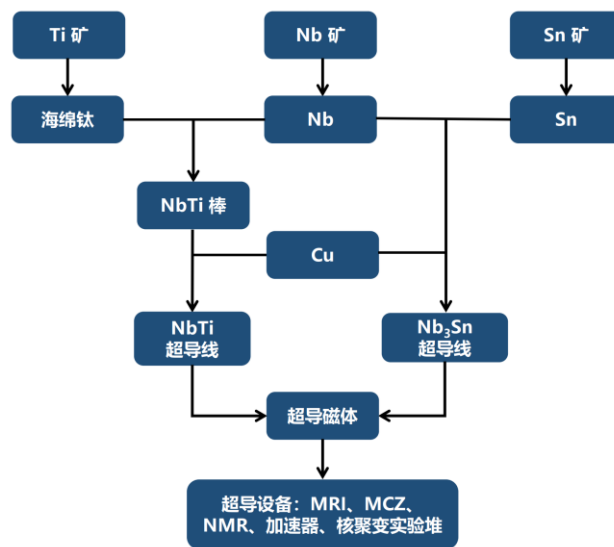 Ti 矿
Nb 矿
Sn 矿
海绵钛
Nb
Sn
NbTi 棒
Cu
NbTi
超导线
Nb₃Sn
超导线
超导磁体
超导设备：MRI、MCZ、
NMR、加速器、核聚变实验堆